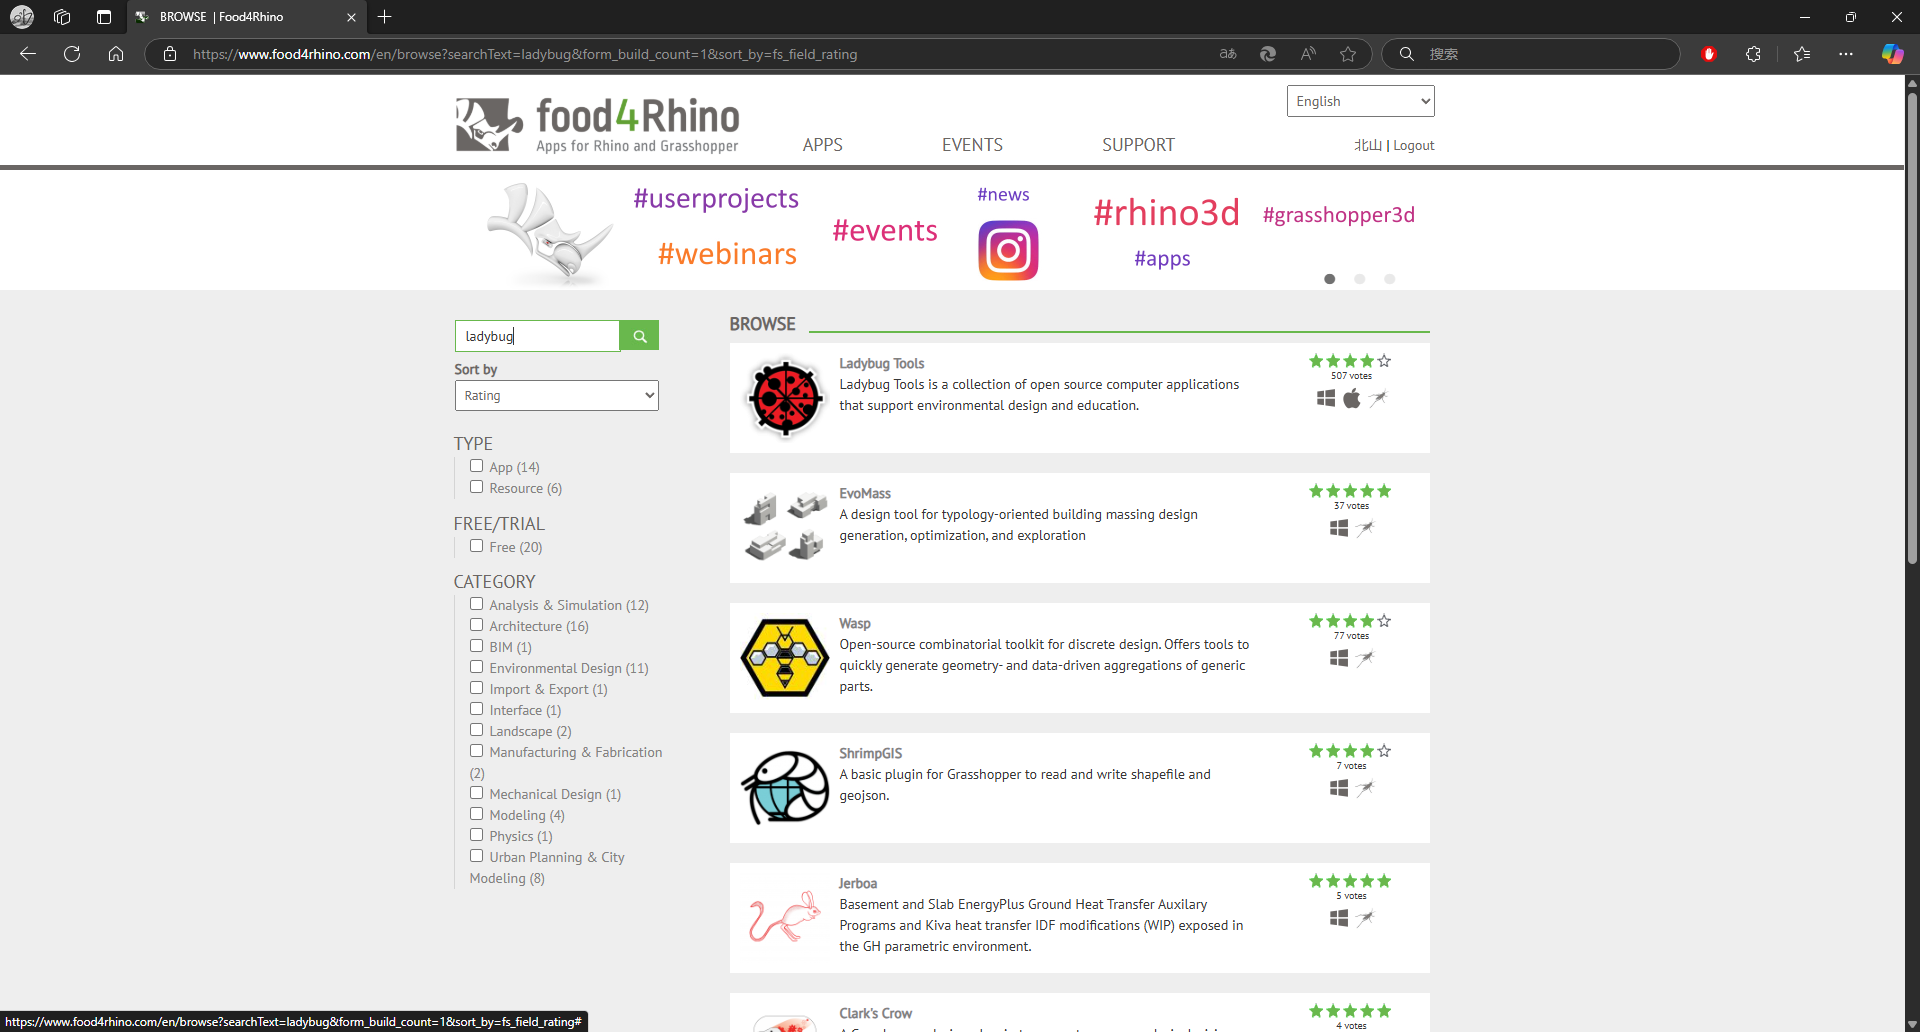 BROWSE | Food4Rhino
https://www.food4rhino.com/en/browse?searchText=ladybug&form_build_count=1&sort_by=fs_field_rating
搜索
food4Rhino
Apps for Rhino and Grasshopper
APPS
EVENTS
SUPPORT
English
北山 | Logout
#userprojects
#webinars
#events
#news
#rhino3d
#apps
#grasshopper3d
ladybug
Sort by
Rating
TYPE
App (14)
Resource (6)
FREE/TRIAL
Free (20)
CATEGORY
Analysis & Simulation (12)
Architecture (16)
BIM (1)
Environmental Design (11)
Import & Export (1)
Interface (1)
Landscape (2)
Manufacturing & Fabrication
(2)
Mechanical Design (1)
Modeling (4)
Physics (1)
Urban Planning & City
Modeling (8)
BROWSE
Ladybug Tools
Ladybug Tools is a collection of open source computer applications
that support environmental design and education.
507 votes
EvoMass
A design tool for typology-oriented building massing design
generation, optimization, and exploration
37 votes
Wasp
Open-source combinatorial toolkit for discrete design. Offers tools to
quickly generate geometry- and data-driven aggregations of generic
parts.
77 votes
ShrimpGIS
A basic plugin for Grasshopper to read and write shapefile and
geojson.
7 votes
Jerboa
Basement and Slab EnergyPlus Ground Heat Transfer Auxilary
Programs and Kiva heat transfer IDF modifications (WIP) exposed in
the GH parametric environment.
5 votes
Clark's Crow
4 votes
https://www.food4rhino.com/en/browse?searchText=ladybug&form_build_count=1&sort_by=fs_field_rating#